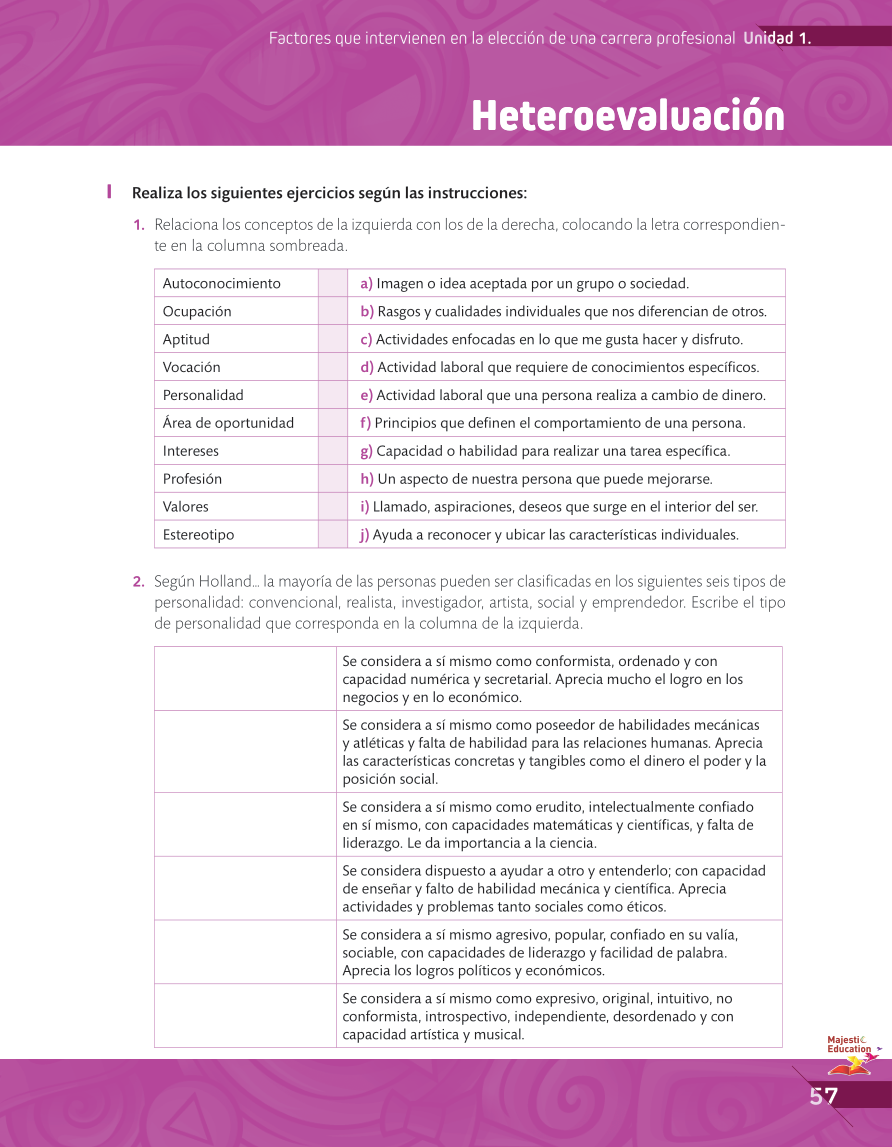 Factores que intervienen en la elección de una carrera profesional Unidad 1.
Heteroevaluación
I Realiza los siguientes ejercicios según las instrucciones:
1. Relaciona los conceptos de la izquierda con los de la derecha, colocando la letra correspondien-
te en la columna sombreada.
Autoconocimiento a) Imagen o idea aceptada por un grupo o sociedad.
Ocupación b) Rasgos y cualidades individuales que nos diferencian de otros.
Aptitud c) Actividades enfocadas en lo que me gusta hacer y disfruto.
Vocación d) Actividad laboral que requiere de conocimientos específicos.
Personalidad e) Actividad laboral que una persona realiza a cambio de dinero.
Área de oportunidad f) Principios que definen el comportamiento de una persona.
Intereses g) Capacidad o habilidad para realizar una tarea específica.
Profesión h) Un aspecto de nuestra persona que puede mejorarse.
Valores i) Llamado, aspiraciones, deseos que surge en el interior del ser.
Estereotipo j) Ayuda a reconocer y ubicar las características individuales.
2. Según Holland... la mayoría de las personas pueden ser clasificadas en los siguientes seis tipos de
personalidad: convencional, realista, investigador, artista, social y emprendedor. Escribe el tipo
de personalidad que corresponda en la columna de la izquierda.
Se considera a sí mismo como conformista, ordenado y con
capacidad numérica y secretarial. Aprecia mucho el logro en los
negocios y en lo económico.
Se considera a sí mismo como poseedor de habilidades mecánicas
y atléticas y falta de habilidad para las relaciones humanas. Aprecia
las características concretas y tangibles como el dinero el poder y la
posición social.
Se considera a sí mismo como erudito, intelectualmente confiado
en sí mismo, con capacidades matemáticas y científicas, y falta de
liderazgo. Le da importancia a la ciencia.
Se considera dispuesto a ayudar a otro y entenderlo; con capacidad
de enseñar y falto de habilidad mecánica y científica. Aprecia
actividades y problemas tanto sociales como éticos.
Se considera a sí mismo agresivo, popular, confiado en su valía,
sociable, con capacidades de liderazgo y facilidad de palabra.
Aprecia los logros políticos y económicos.
Se considera a sí mismo como expresivo, original, intuitivo, no
conformista, introspectivo, independiente, desordenado y con
capacidad artística y musical.
Majestic
Education
57